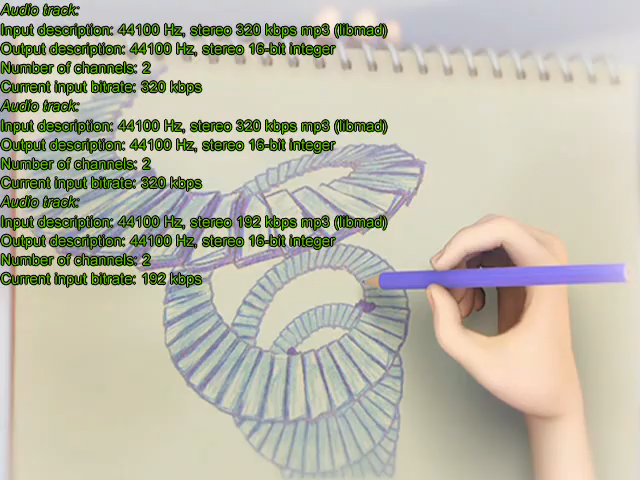 Audio track:
Input description: 44100 Hz, stereo 320 kbps mp3 (libmad)
Output description: 44100 Hz, stereo 16-bit integer
Number of channels: 2
Current input bitrate: 320 kbps
Audio track:
Input description: 44100 Hz, stereo 320 kbps mp3 (libmad)
Output description: 44100 Hz, stereo 16-bit integer
Number of channels: 2
Current input bitrate: 320 kbps
Audio track:
Input description: 44100 Hz, stereo 192 kbps mp3 (libmad)
Output description: 44100 Hz, stereo 16-bit integer
Number of channels: 2
Current input bitrate: 192 kbps